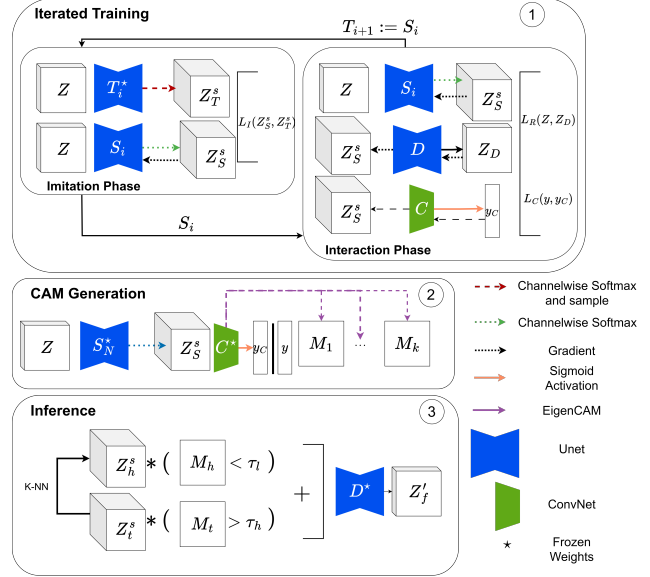 Iterated Training
1
T_{i+1} := S_i
Z
T_i^⋆
Z_T^s
Z
S_i
Z_S^s
L_I(Z_S^s, Z_T^s)
Imitation Phase
S_i
Z
S_i
Z_S^s
L_R(Z, Z_D)
Z_S^s
D
Z_D
Z_S^s
C
y_C
L_C(y, y_C)
Interaction Phase
CAM Generation
2
Z
S_N^⋆
Z_S^s
C^⋆
y_C
y
M_1
...
M_k
Inference
3
K-NN
Z_h^s * ( M_h < τ_l )
Z_t^s * ( M_t > τ_h )
+
D^⋆
Z_f′
Channelwise Softmax
and sample
Channelwise Softmax
Gradient
Sigmoid
Activation
EigenCAM
Unet
ConvNet
⋆
Frozen
Weights